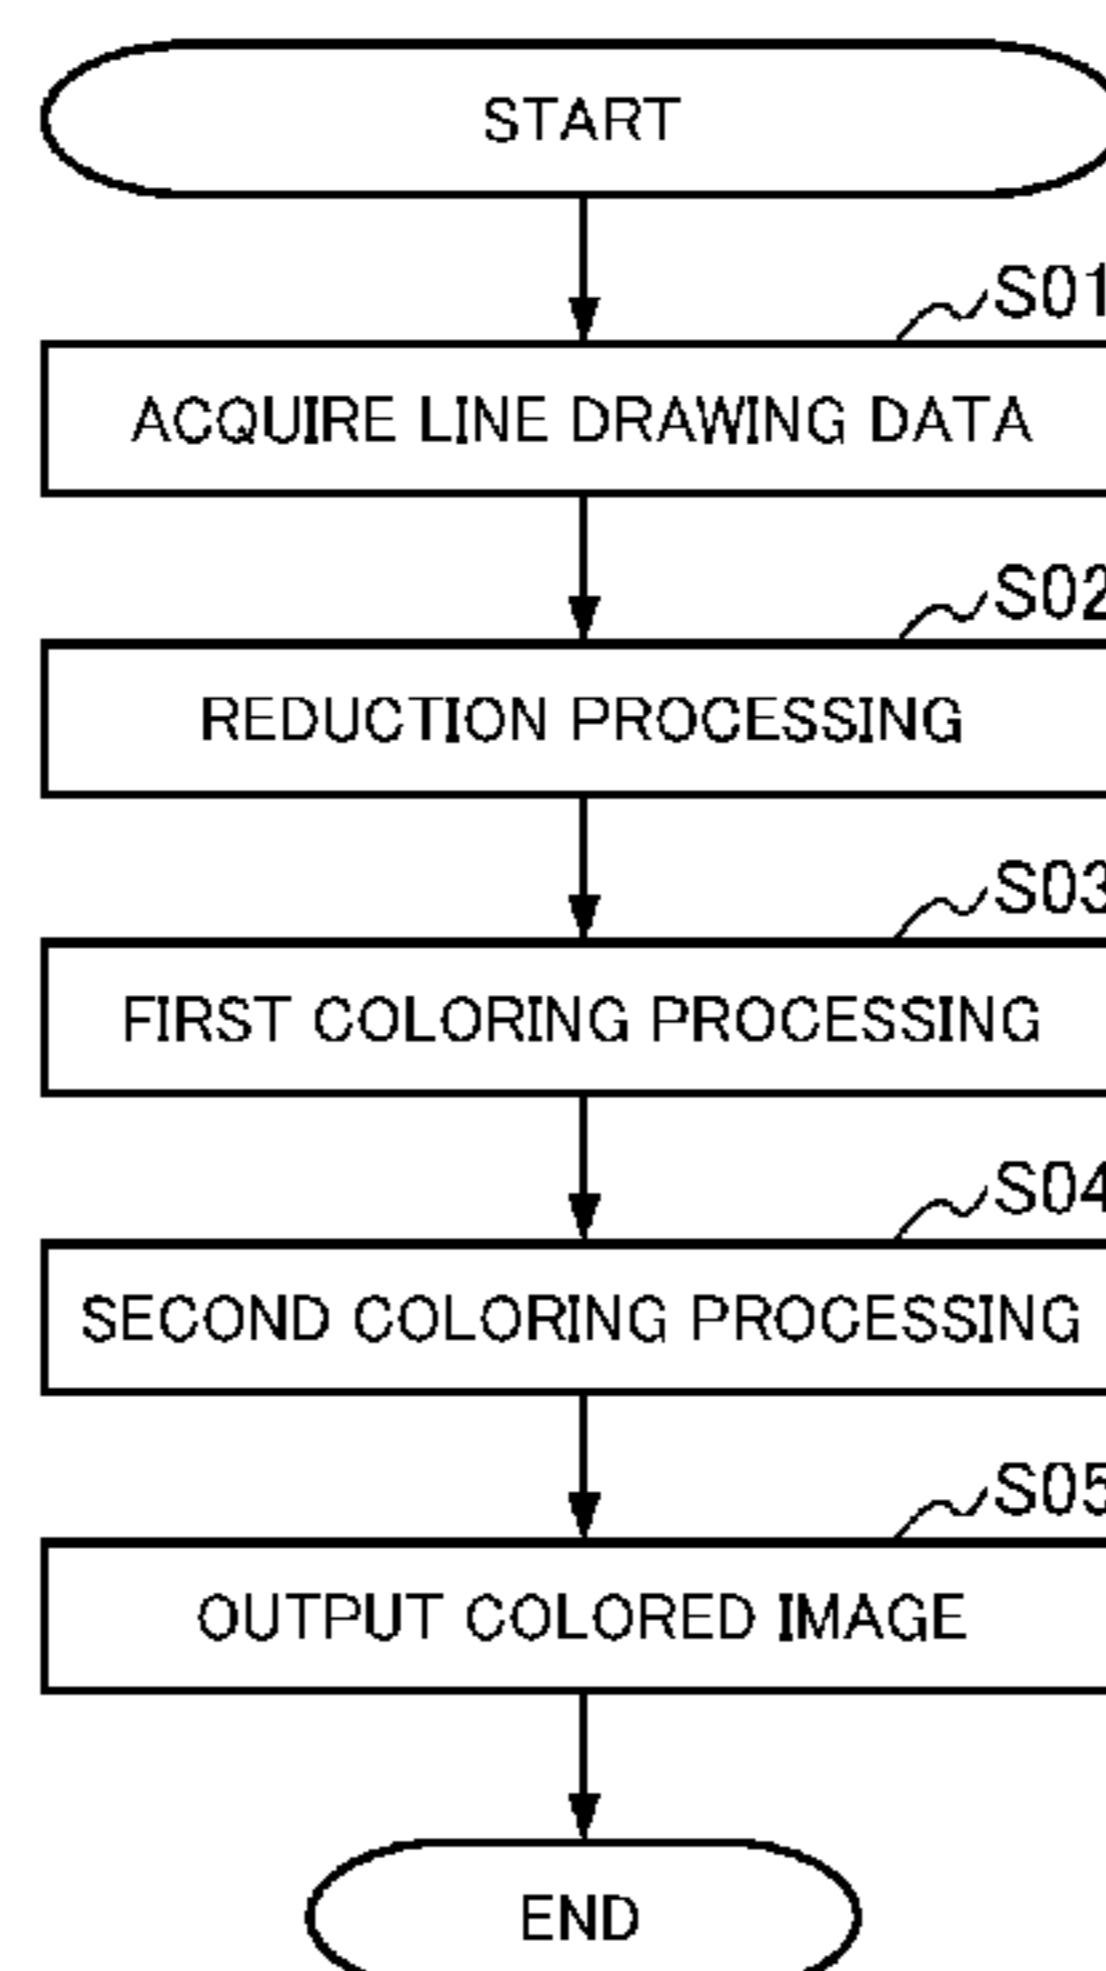 START
S01
ACQUIRE LINE DRAWING DATA
S02
REDUCTION PROCESSING
S03
FIRST COLORING PROCESSING
S04
SECOND COLORING PROCESSING
S05
OUTPUT COLORED IMAGE
END